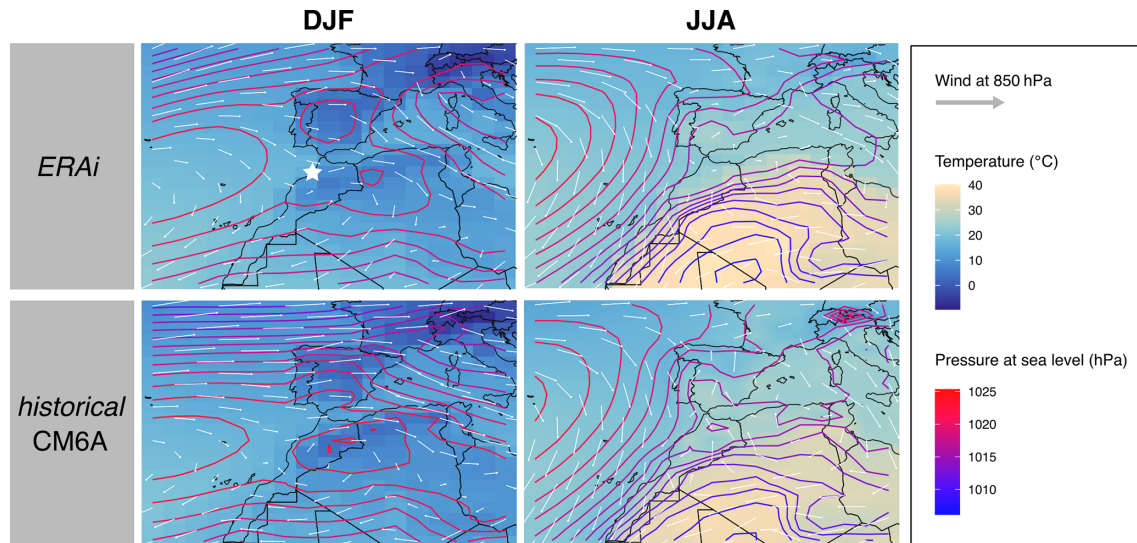 DJF
JJA
ERAi
historical
CM6A
Wind at 850 hPa
Temperature (°C)
40
30
20
10
0
Pressure at sea level (hPa)
1025
1020
1015
1010